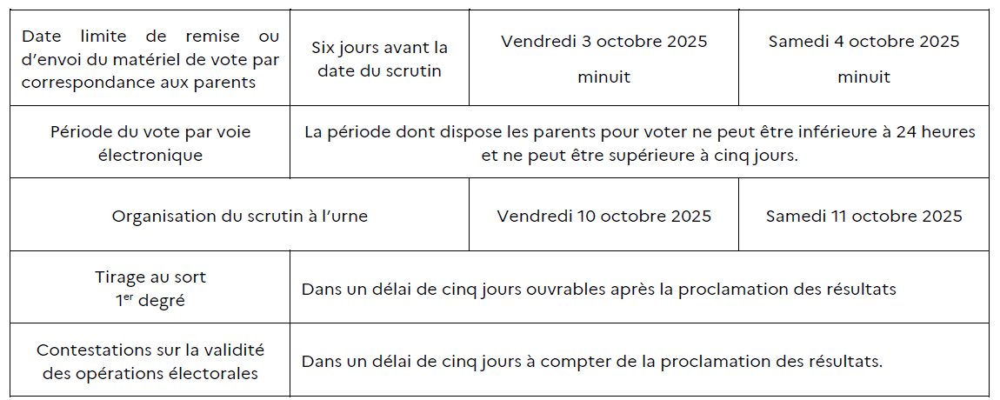 Date limite de remise ou
d’envoi du matériel de vote par
correspondance aux parents
Six jours avant la
date du scrutin
Vendredi 3 octobre 2025
minuit
Samedi 4 octobre 2025
minuit
Période du vote par voie
électronique
La période dont dispose les parents pour voter ne peut être inférieure à 24 heures
et ne peut être supérieure à cinq jours.
Organisation du scrutin à l’urne
Vendredi 10 octobre 2025
Samedi 11 octobre 2025
Tirage au sort
1er degré
Dans un délai de cinq jours ouvrables après la proclamation des résultats
Contestations sur la validité
des opérations électorales
Dans un délai de cinq jours à compter de la proclamation des résultats.